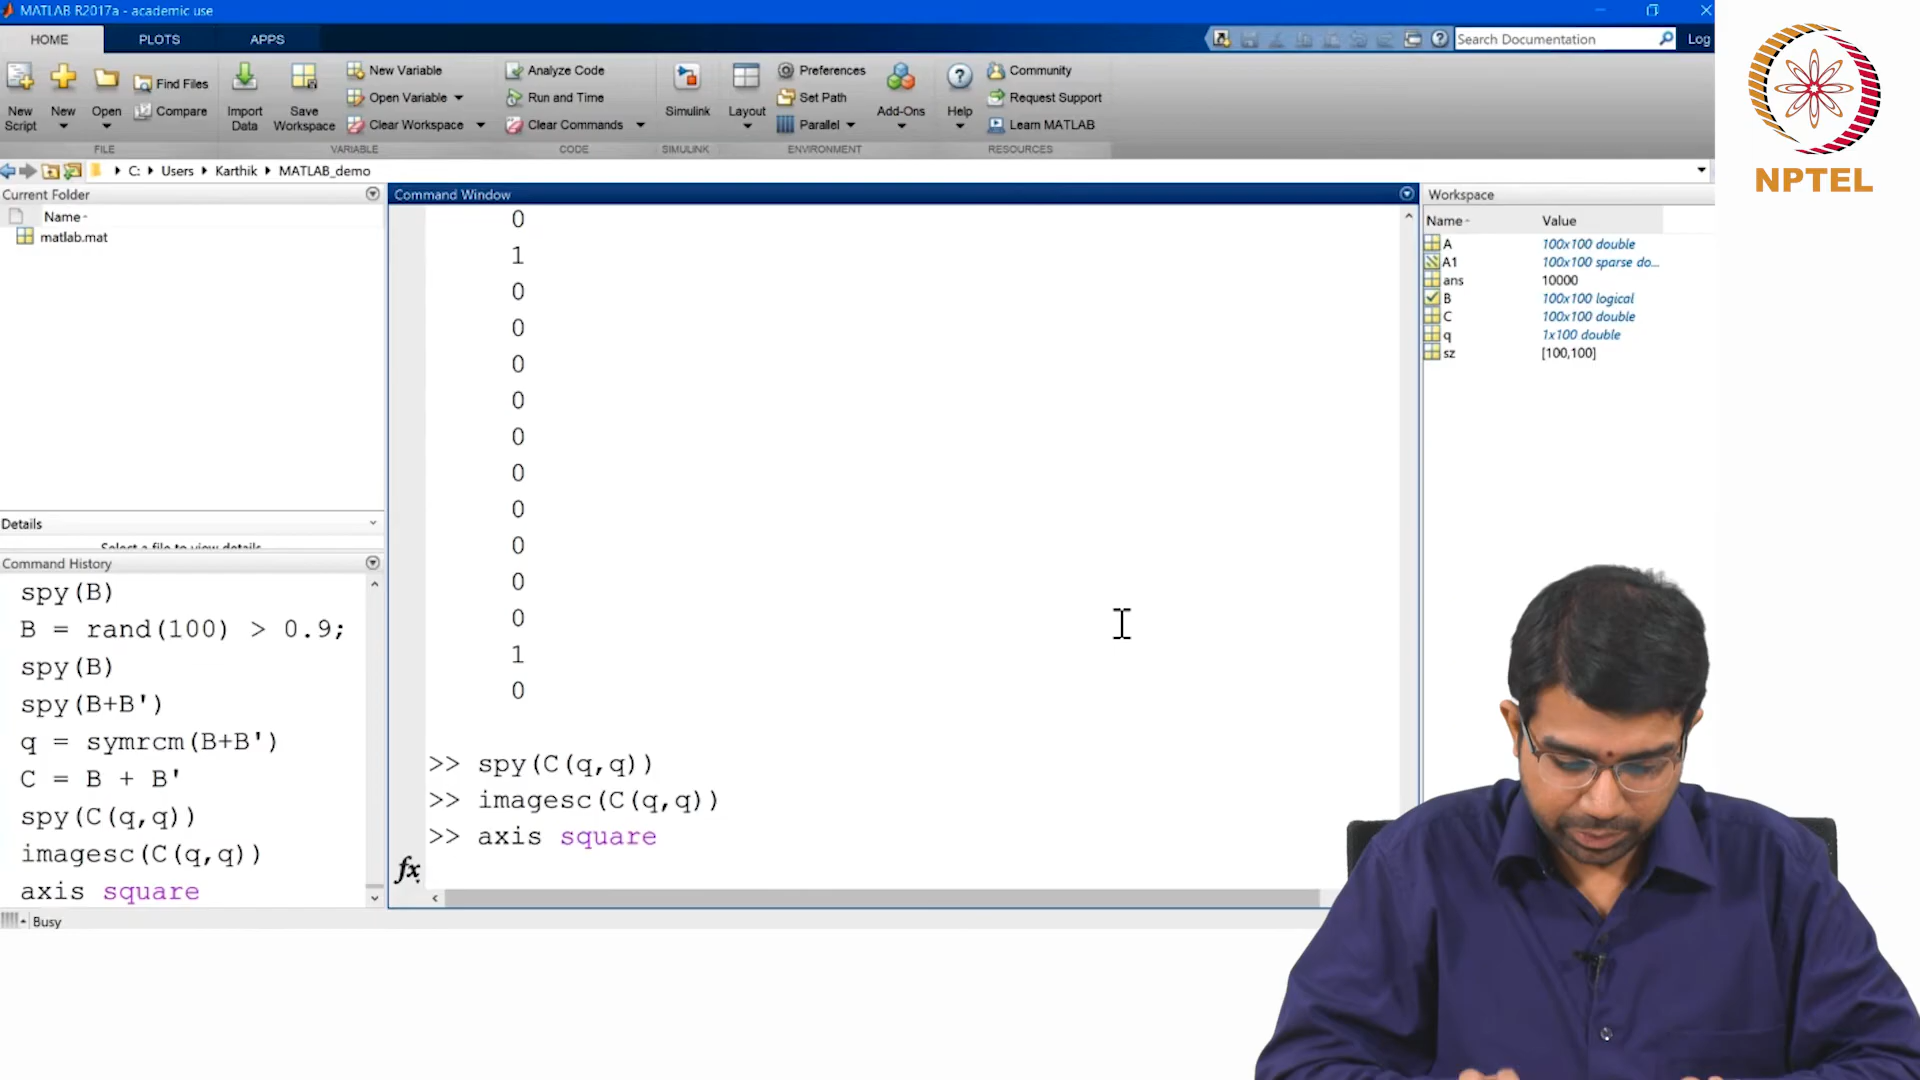 MATLAB R2017a - academic use
HOME PLOTS APPS
Search Documentation Log
New Script
New
Open
Find Files
Compare
Import Data
Save Workspace
New Variable
Open Variable
Clear Workspace
Analyze Code
Run and Time
Clear Commands
Simulink
Layout
Preferences
Set Path
Parallel
Add-Ons
Help
Community
Request Support
Learn MATLAB
FILE VARIABLE CODE SIMULINK ENVIRONMENT RESOURCES
C: Users Karthik MATLAB_demo
Current Folder
Name
matlab.mat
Details
Select a file to view details
Command History
spy(B)
B = rand(100) > 0.9;
spy(B)
spy(B+B')
q = symrcm(B+B')
C = B + B'
spy(C(q,q))
imagesc(C(q,q))
axis square
Busy
Command Window
0
1
0
0
0
0
0
0
0
0
0
0
1
0
>> spy(C(q,q))
>> imagesc(C(q,q))
>> axis square
fx
Workspace
Name Value
A 100x100 double
A1 100x100 sparse do...
ans 10000
B 100x100 logical
C 100x100 double
q 1x100 double
sz [100,100]
NPTEL